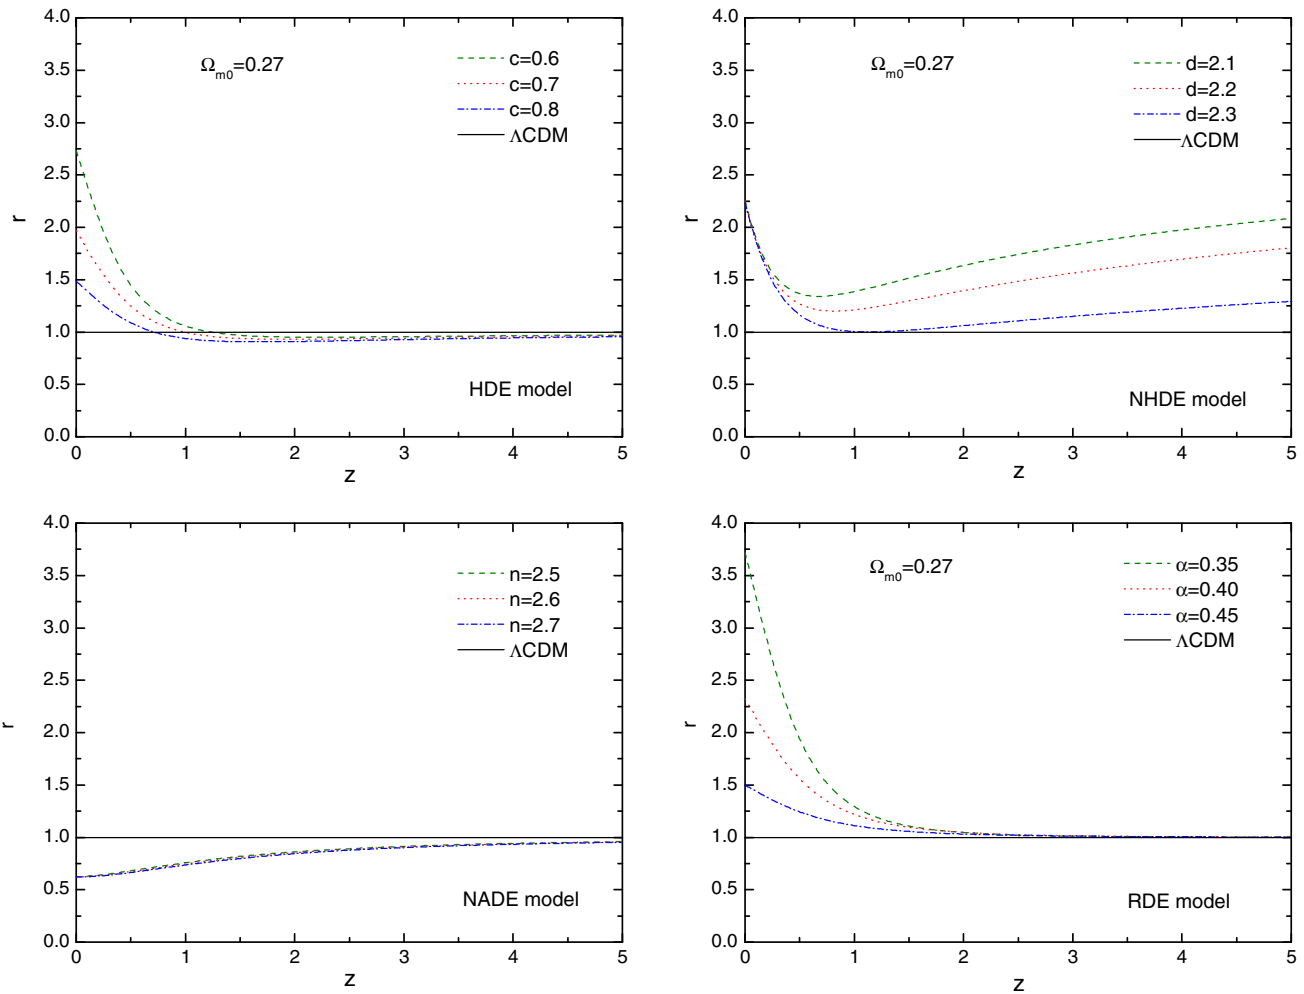 4.0
3.5
3.0
2.5
2.0
1.5
1.0
0.5
0.0
r
Ωm0=0.27
c=0.6
c=0.7
c=0.8
ΛCDM
HDE model
0 1 2 3 4 5
z
4.0
3.5
3.0
2.5
2.0
1.5
1.0
0.5
0.0
r
Ωm0=0.27
d=2.1
d=2.2
d=2.3
ΛCDM
NHDE model
0 1 2 3 4 5
z
4.0
3.5
3.0
2.5
2.0
1.5
1.0
0.5
0.0
r
n=2.5
n=2.6
n=2.7
ΛCDM
NADE model
0 1 2 3 4 5
z
4.0
3.5
3.0
2.5
2.0
1.5
1.0
0.5
0.0
r
Ωm0=0.27
α=0.35
α=0.40
α=0.45
ΛCDM
RDE model
0 1 2 3 4 5
z